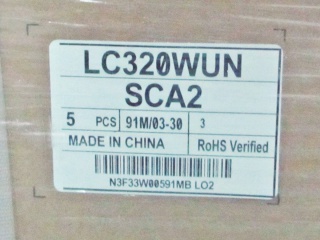 LC320WUN
SCA2
5 PCS 91M/03-30 3
MADE IN CHINA RoHS Verified
N3F33W00591MB LO2